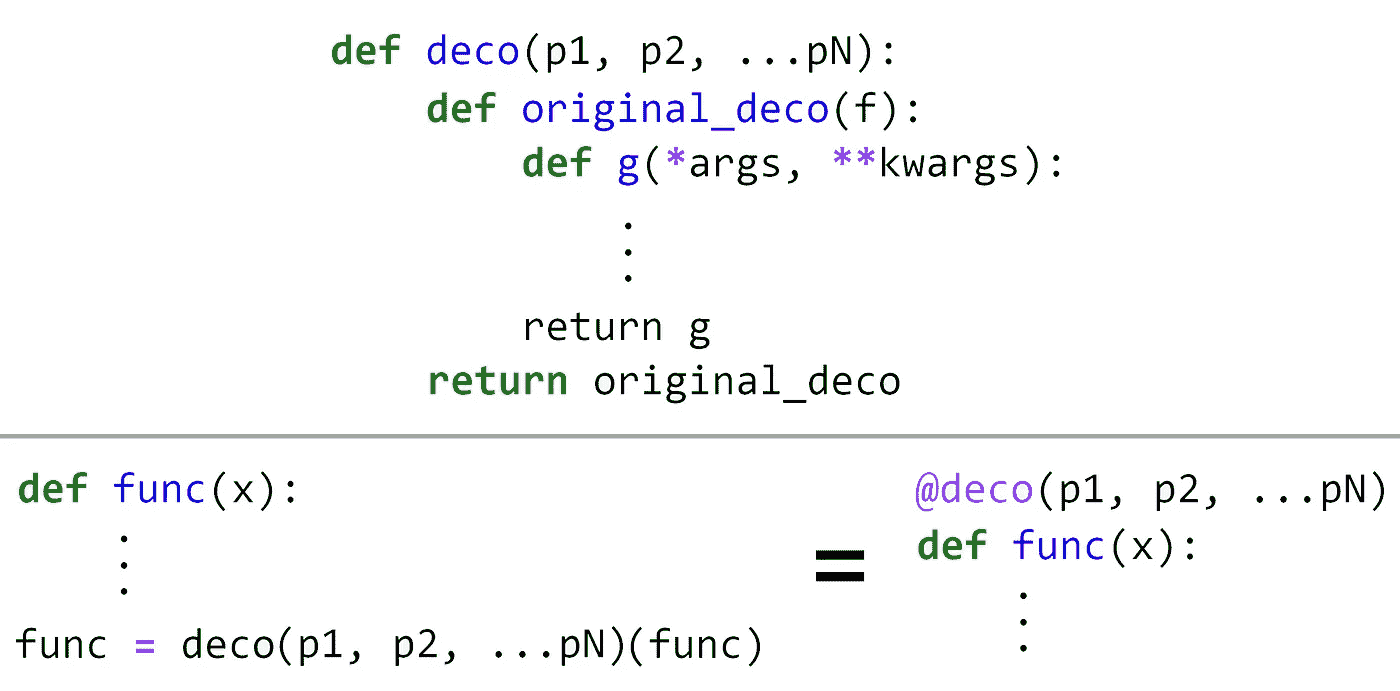 def deco(p1, p2, ...pN):
    def original_deco(f):
        def g(*args, **kwargs):
            .
            .
            .
        return g
    return original_deco
def func(x):
    .
    .
    .
func = deco(p1, p2, ...pN)(func)
=
@deco(p1, p2, ...pN)
def func(x):
    .
    .
    .